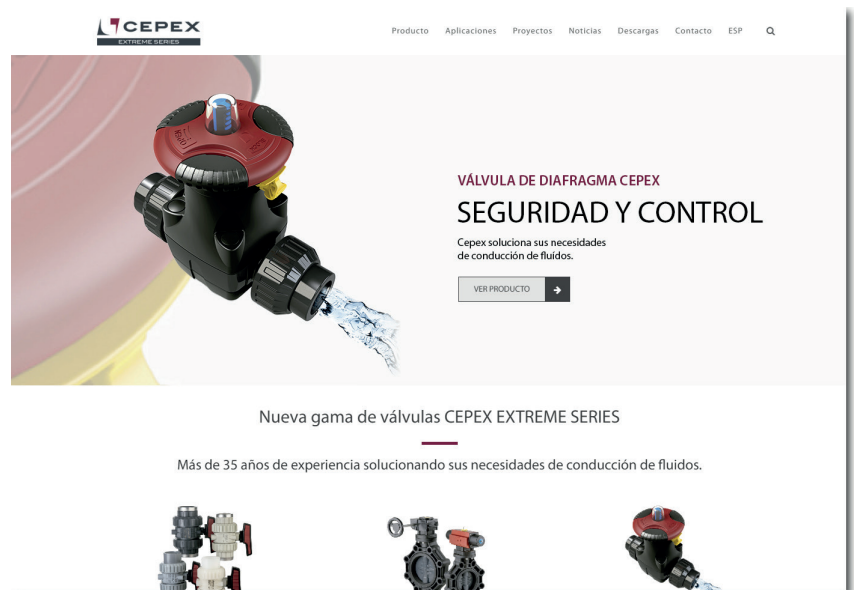 CEPEX
EXTREME SERIES
Producto Aplicaciones Proyectos Noticias Descargas Contacto ESP
VÁLVULA DE DIAFRAGMA CEPEX
SEGURIDAD Y CONTROL
Cepex soluciona sus necesidades
de conducción de fluídos.
VER PRODUCTO
Nueva gama de válvulas CEPEX EXTREME SERIES
Más de 35 años de experiencia solucionando sus necesidades de conducción de fluidos.